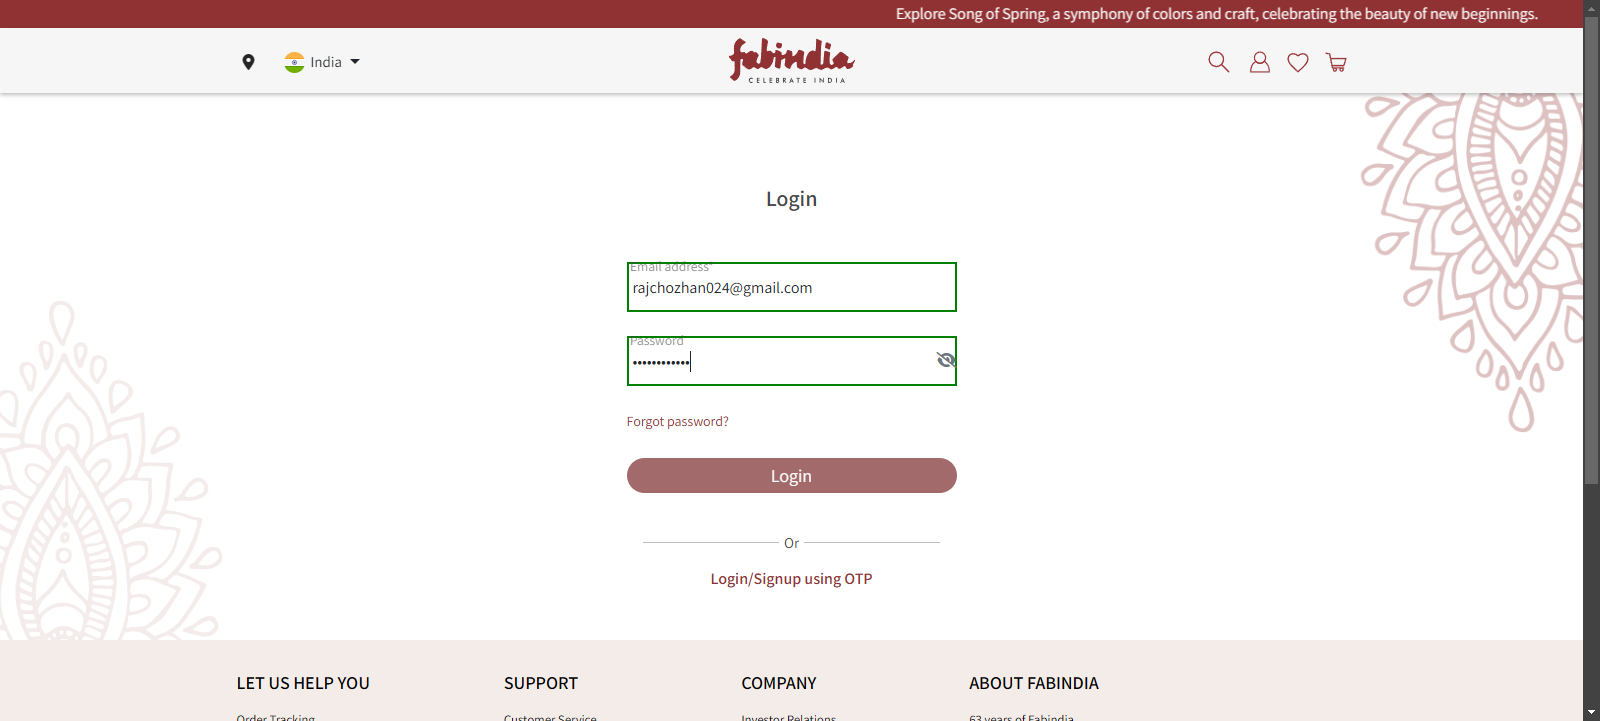 Explore Song of Spring, a symphony of colors and craft, celebrating the beauty of new beginnings.
India
fabindia
CELEBRATE INDIA
Login
Email address*
rajchozhan024@gmail.com
Password
••••••••••••
Forgot password?
Login
Or
Login/Signup using OTP
LET US HELP YOU
SUPPORT
COMPANY
ABOUT FABINDIA
Order Tracking
Customer Service
Investor Relations
63 years of Fabindia